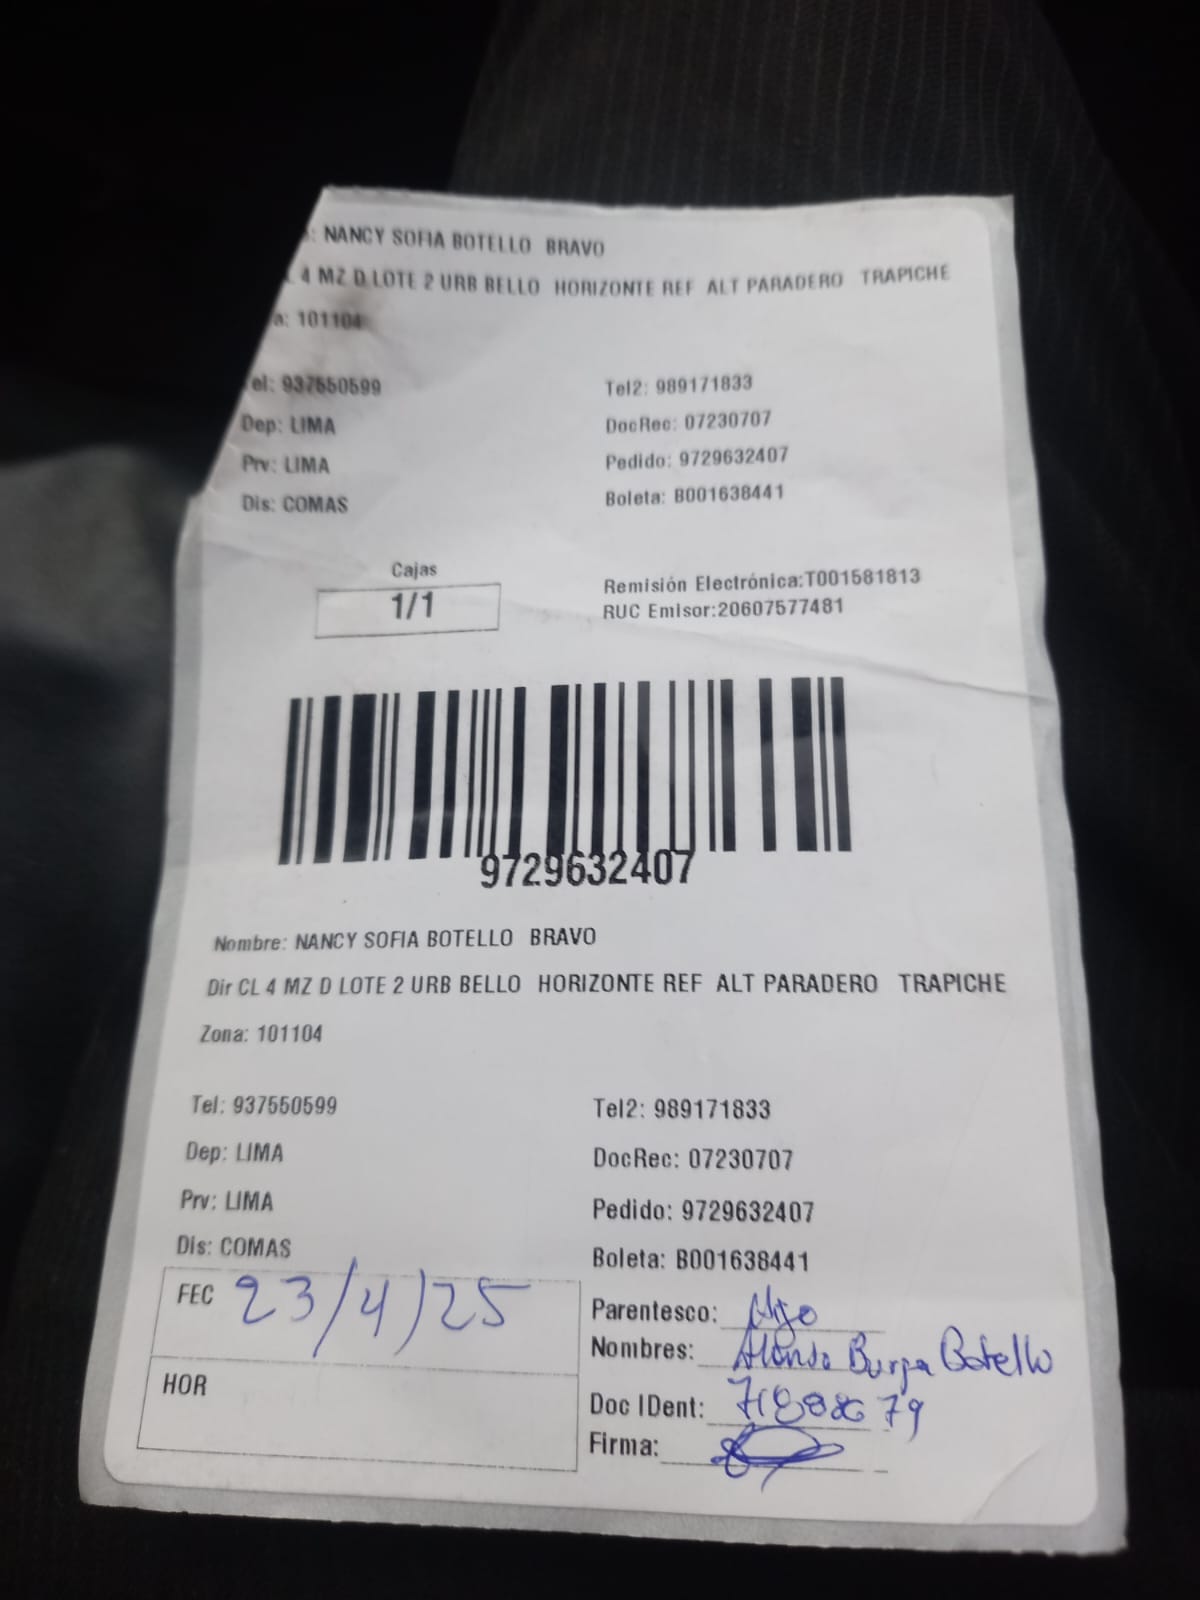 : NANCY SOFIA BOTELLO BRAVO
4 MZ D LOTE 2 URB BELLO HORIZONTE REF ALT PARADERO TRAPICHE
a: 101104
Tel: 937550599
Tel2: 989171833
Dep: LIMA
DocRec: 07230707
Prv: LIMA
Pedido: 9729632407
Dis: COMAS
Boleta: B001638441
Cajas
1/1
Remisión Electrónica:T001581813
RUC Emisor:20607577481
9729632407
Nombre: NANCY SOFIA BOTELLO BRAVO
Dir CL 4 MZ D LOTE 2 URB BELLO HORIZONTE REF ALT PARADERO TRAPICHE
Zona: 101104
Tel: 937550599
Tel2: 989171833
Dep: LIMA
DocRec: 07230707
Prv: LIMA
Pedido: 9729632407
Dis: COMAS
Boleta: B001638441
FEC 23/4/25
Parentesco: Hijo
Nombres: Alonso Botello
HOR
Doc IDent:
Firma: